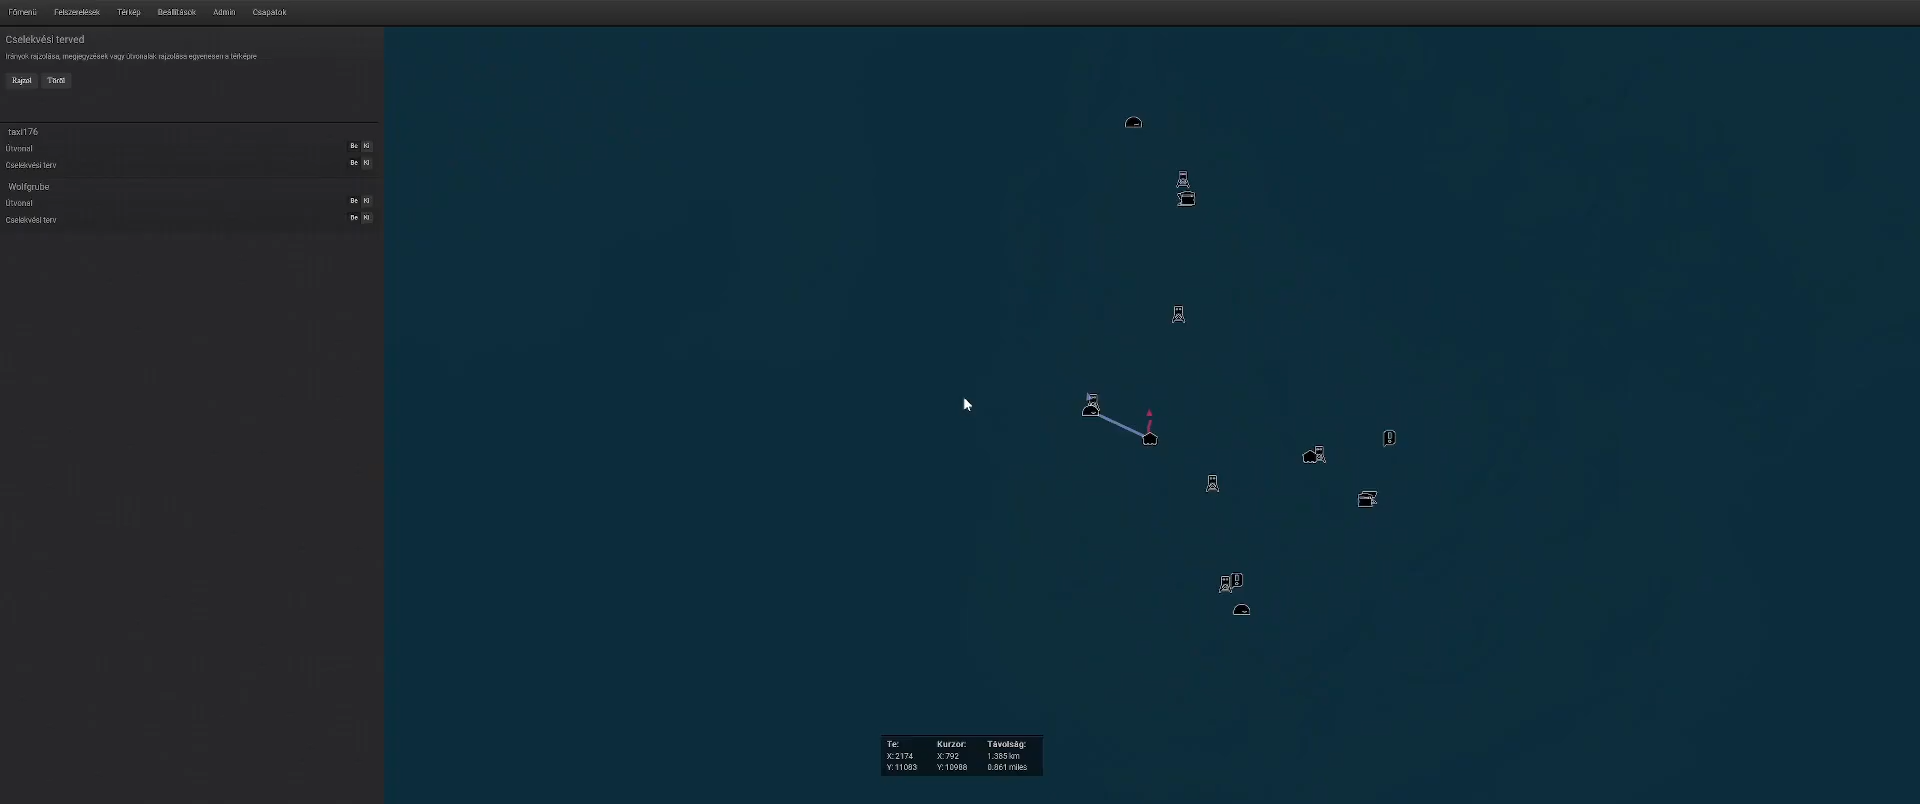 Főmenü Felszerelések Térkép Beállítások Admin Csapatok
Cselekvési terved
Irányok rajzolása, megjegyzések vagy útvonalak rajzolása egyenesen a térképre
Rajzol Töröl
taxi176
Útvonal Be Ki
Cselekvési terv Be Ki
Wolfgrube
Útvonal Be Ki
Cselekvési terv Be Ki
Te: Kurzor: Távolság:
X: 2174 X: 792 1.385 km
Y: 11083 Y: 10988 0.861 miles